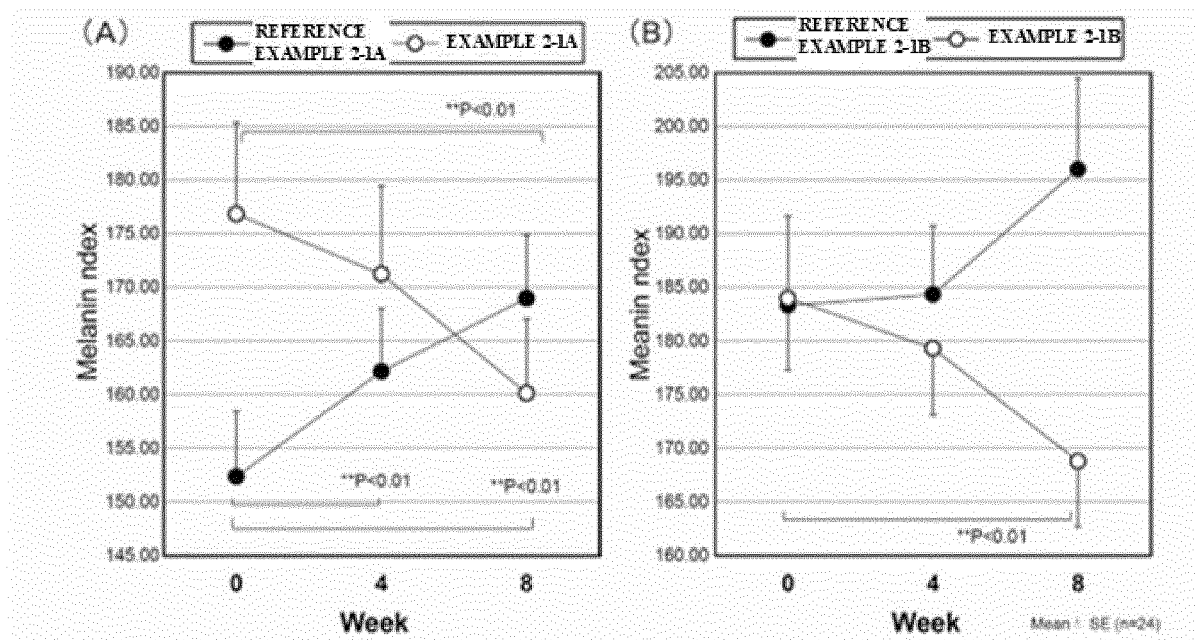 (A)
REFERENCE
EXAMPLE 2-1A
EXAMPLE 2-1A
190.00
185.00
180.00
175.00
170.00
165.00
160.00
155.00
150.00
145.00
Melanin ndex
**P<0.01
**P<0.01
**P<0.01
0 4 8
Week
(B)
REFERENCE
EXAMPLE 2-1B
EXAMPLE 2-1B
205.00
200.00
195.00
190.00
185.00
180.00
175.00
170.00
165.00
160.00
Meanin ndex
**P<0.01
0 4 8
Week
Mean SE (n=24)